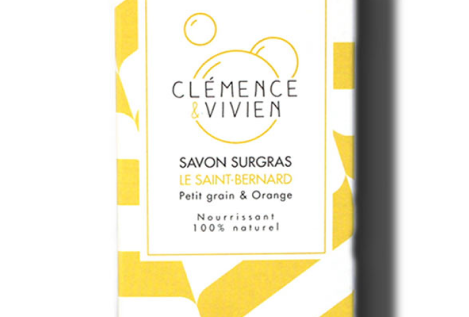 CLÉMENCE
& VIVIEN
SAVON SURGRAS
LE SAINT-BERNARD
Petit grain & Orange
Nourrissant
100% naturel